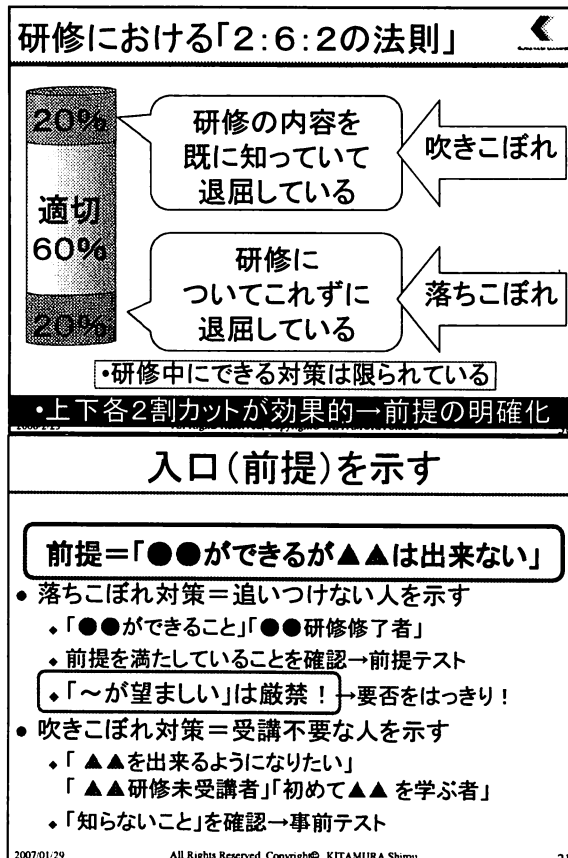 研修における「2:6:2の法則」
20%
研修の内容を
既に知っていて
退屈している
吹きこぼれ
適切
60%
研修に
ついてこれずに
退屈している
落ちこぼれ
20%
・研修中にできる対策は限られている
・上下各2割カットが効果的→前提の明確化
入口(前提)を示す
前提=「●●ができるが▲▲は出来ない」
● 落ちこぼれ対策=追いつけない人を示す
◆「●●ができること」「●●研修修了者」
◆ 前提を満たしていることを確認→前提テスト
◆「~が望ましい」は厳禁!→要否をはっきり!
● 吹きこぼれ対策=受講不要な人を示す
◆「▲▲を出来るようになりたい」
「▲▲研修未受講者」「初めて▲▲を学ぶ者」
◆「知らないこと」を確認→事前テスト
2007/01/29 All Rights Reserved, Copyright© KITAMURA Shirou